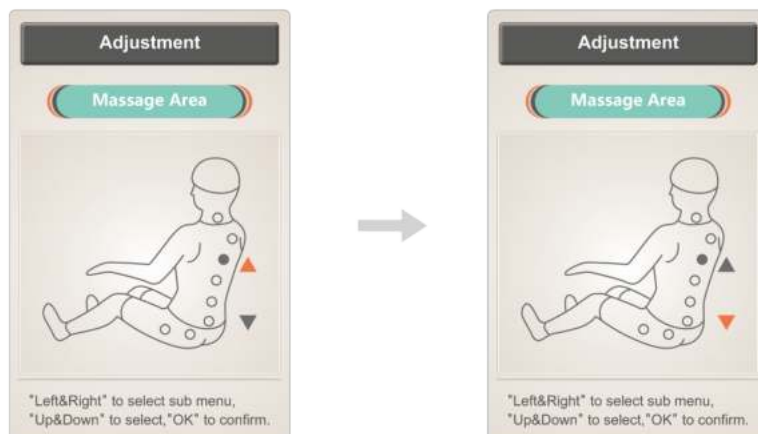 Adjustment
Massage Area
"Left&Right" to select sub menu,
"Up&Down" to select,"OK" to confirm.
Adjustment
Massage Area
"Left&Right" to select sub menu,
"Up&Down" to select,"OK" to confirm.